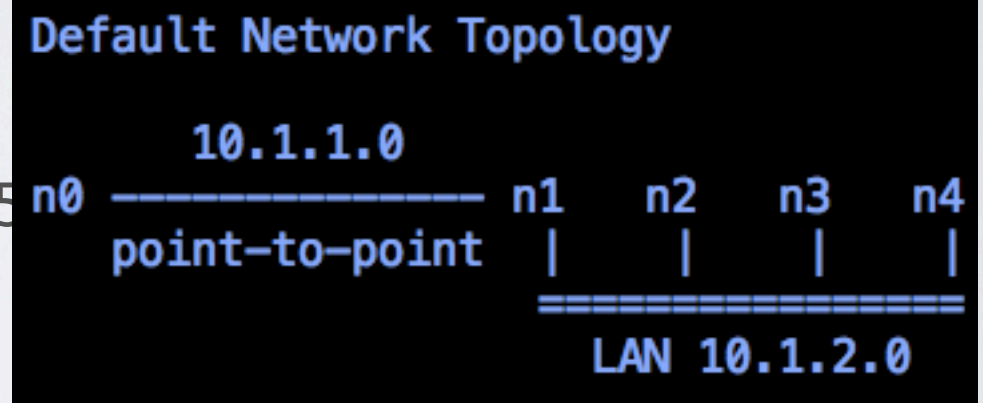 Default Network Topology
10.1.1.0
n0 -------------- n1 n2 n3 n4
point-to-point | | | |
================
LAN 10.1.2.0